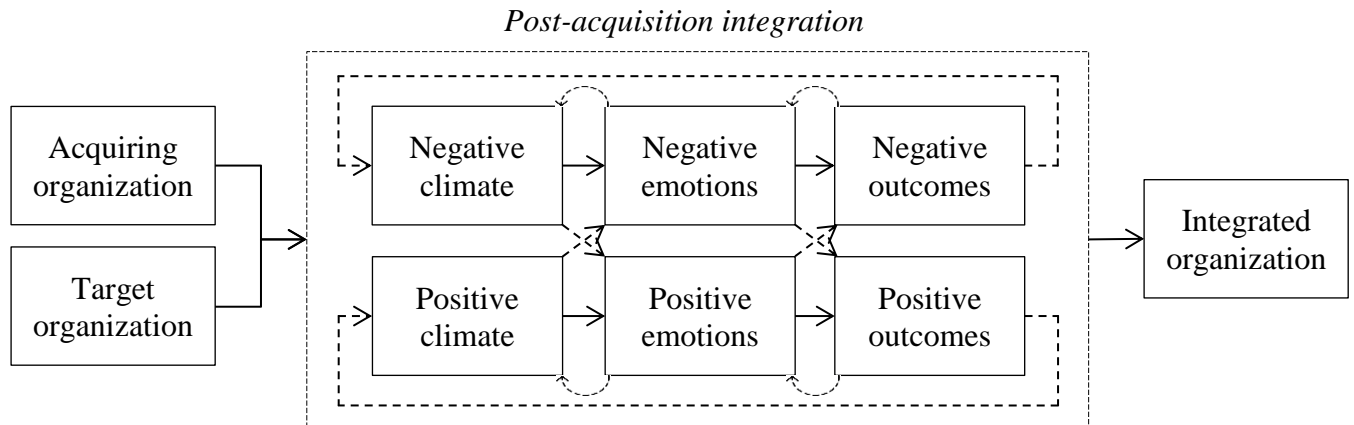 Post-acquisition integration
Acquiring
organization
Target
organization
Negative
climate
Negative
emotions
Negative
outcomes
Positive
climate
Positive
emotions
Positive
outcomes
Integrated
organization